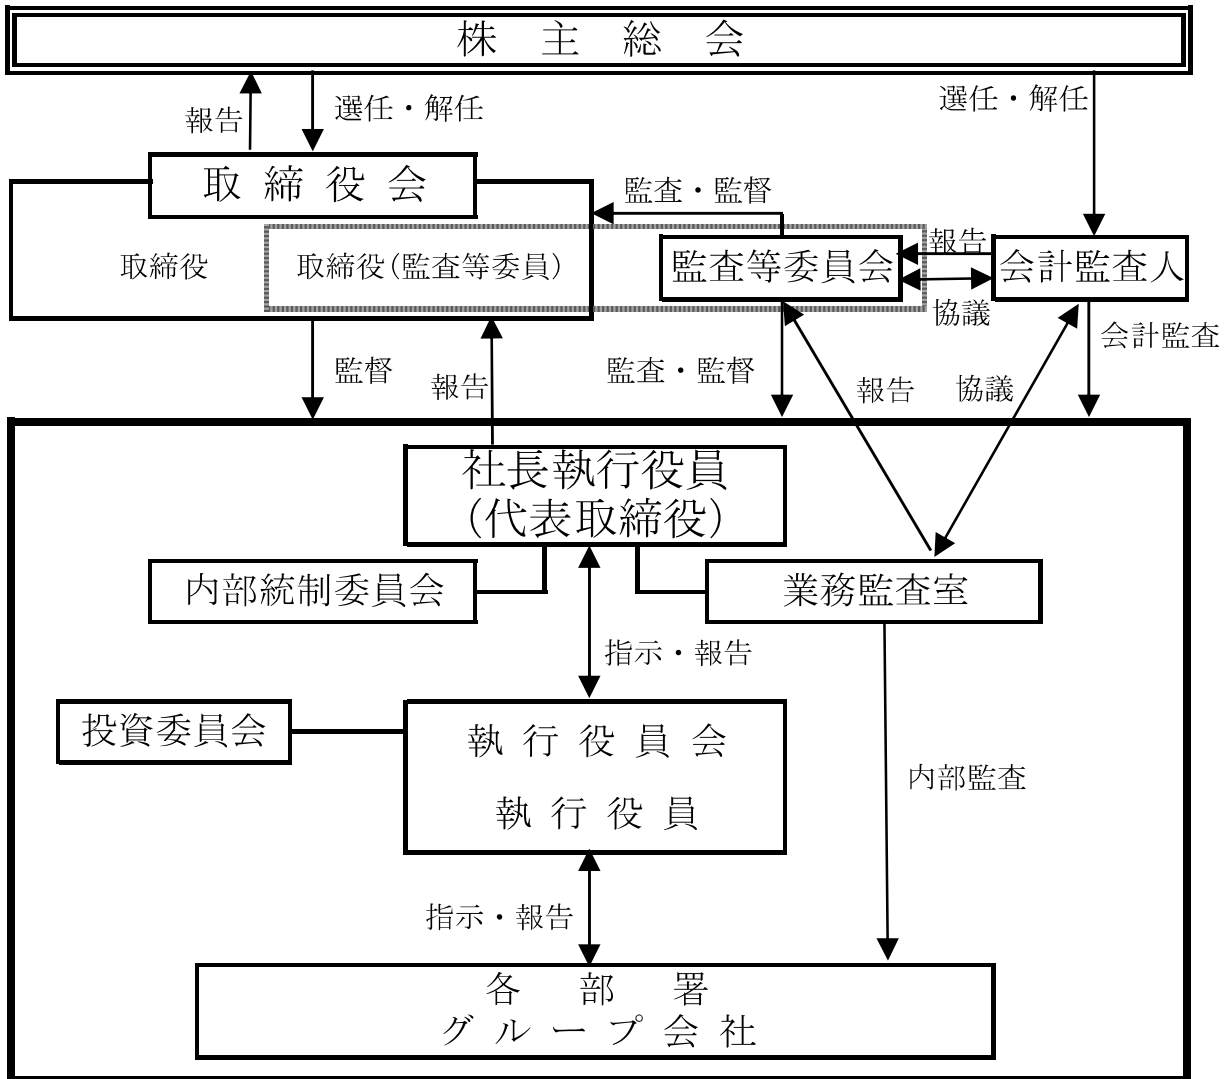 株主総会
報告
選任・解任
選任・解任
取締役会
監査・監督
報告
取締役
取締役(監査等委員)
監査等委員会
会計監査人
協議
会計監査
監督
報告
監査・監督
報告
協議
社長執行役員
(代表取締役)
内部統制委員会
業務監査室
指示・報告
投資委員会
執行役員会
執行役員
内部監査
指示・報告
各部署
グループ会社